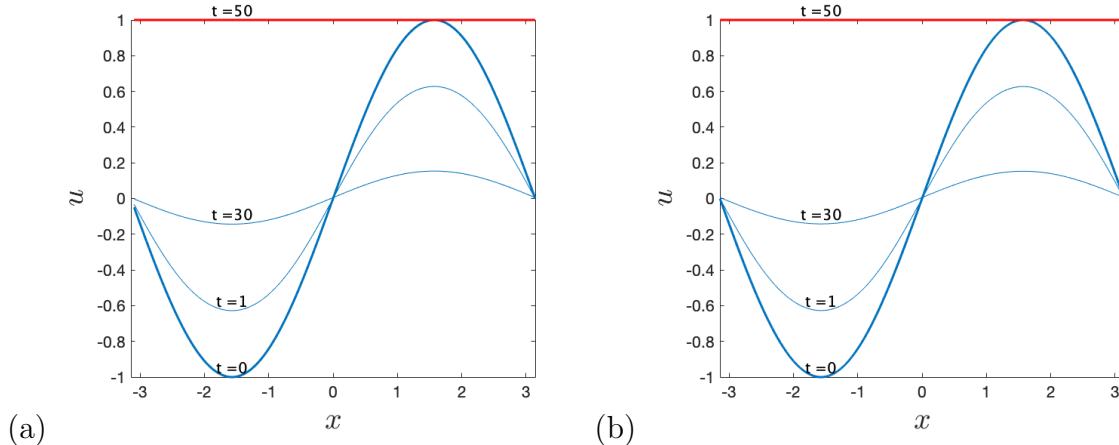 t=50 t=50
1 1
0.8 0.8
0.6 0.6
0.4 0.4
0.2 0.2
u 0 u 0
t=30 t=30
-0.2 -0.2
-0.4 -0.4
t=1 t=1
-0.6 -0.6
-0.8 -0.8
t=0 t=0
-1 -1
-3 -2 -1 0 1 2 3 -3 -2 -1 0 1 2 3
(a) x (b) x